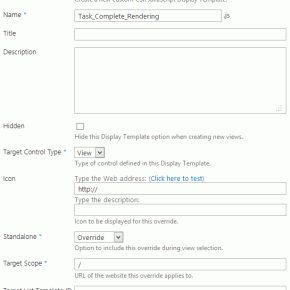 Create a new custom CSR JavaScript Display Template.
Name * Task_Complete_Rendering .js
Title
Description
Hidden
Hide this Display Template option when creating new views.
Target Control Type * View
Type of control defined in this Display Template.
Icon Type the Web address: (Click here to test)
http://
Type the description:
Icon to be displayed for this override.
Standalone * Override
Option to include this override during view selection.
Target Scope * /
URL of the website this override applies to.
Target List Template ID